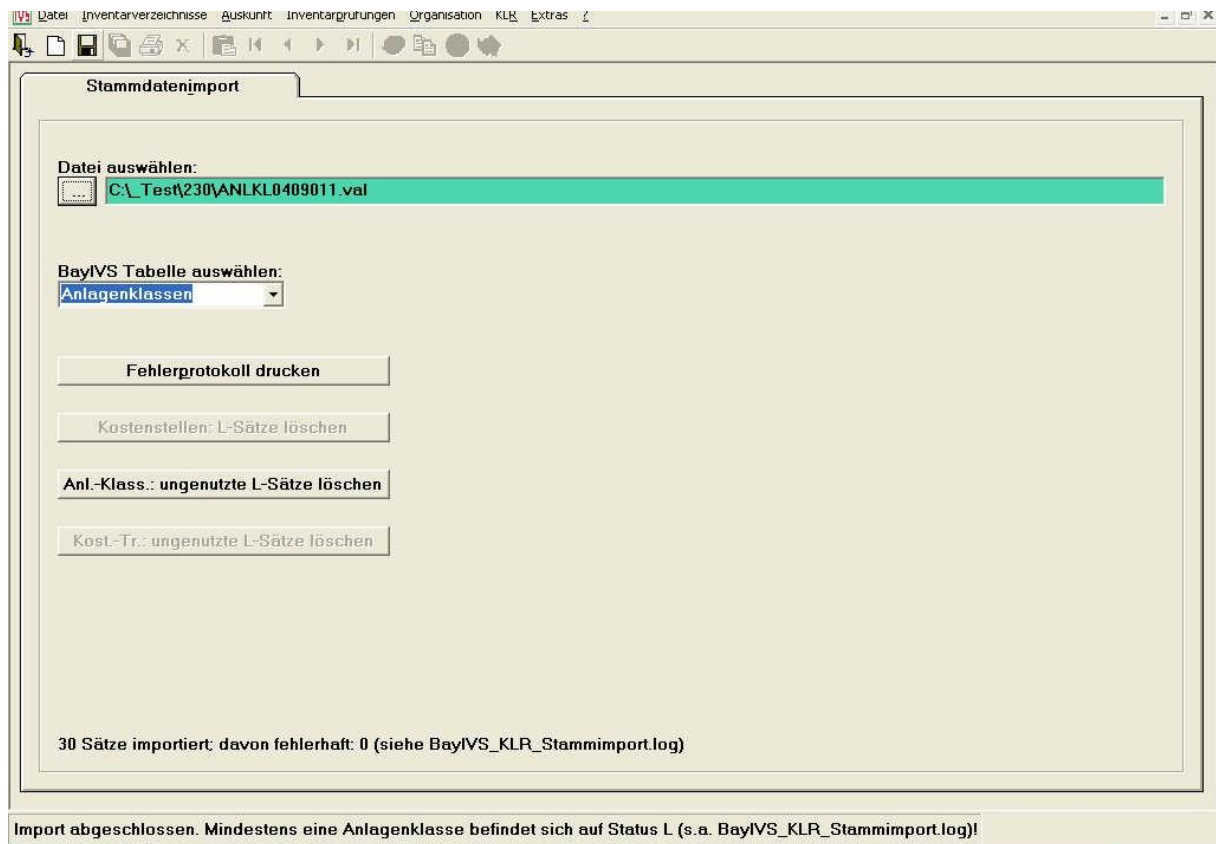 IVS Datei Inventarverzeichnisse Auskunft Inventarprüfungen Organisation KLR Extras ?
Stammdatenimport
Datei auswählen:
... C:\_Test\230\ANLKL0409011.val
BayIVS Tabelle auswählen:
Anlagenklassen
Fehlerprotokoll drucken
Kostenstellen: L-Sätze löschen
Anl.-Klass.: ungenutzte L-Sätze löschen
Kost.-Tr.: ungenutzte L-Sätze löschen
30 Sätze importiert; davon fehlerhaft: 0 (siehe BayIVS_KLR_Stammimport.log)
Import abgeschlossen. Mindestens eine Anlagenklasse befindet sich auf Status L (s.a. BayIVS_KLR_Stammimport.log)!